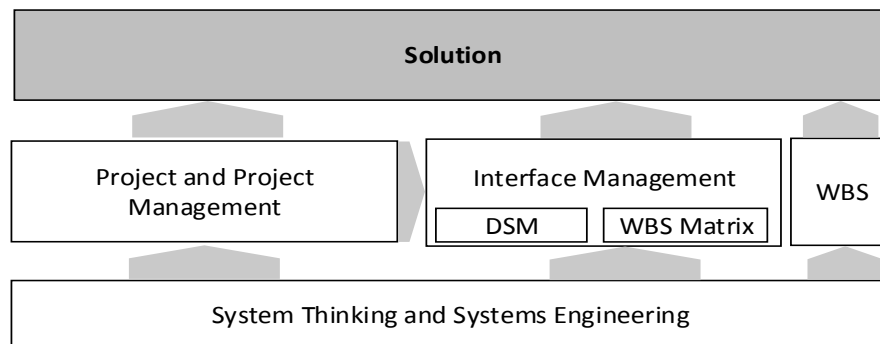 Solution
Project and Project
Management
Interface Management
DSM
WBS Matrix
WBS
System Thinking and Systems Engineering